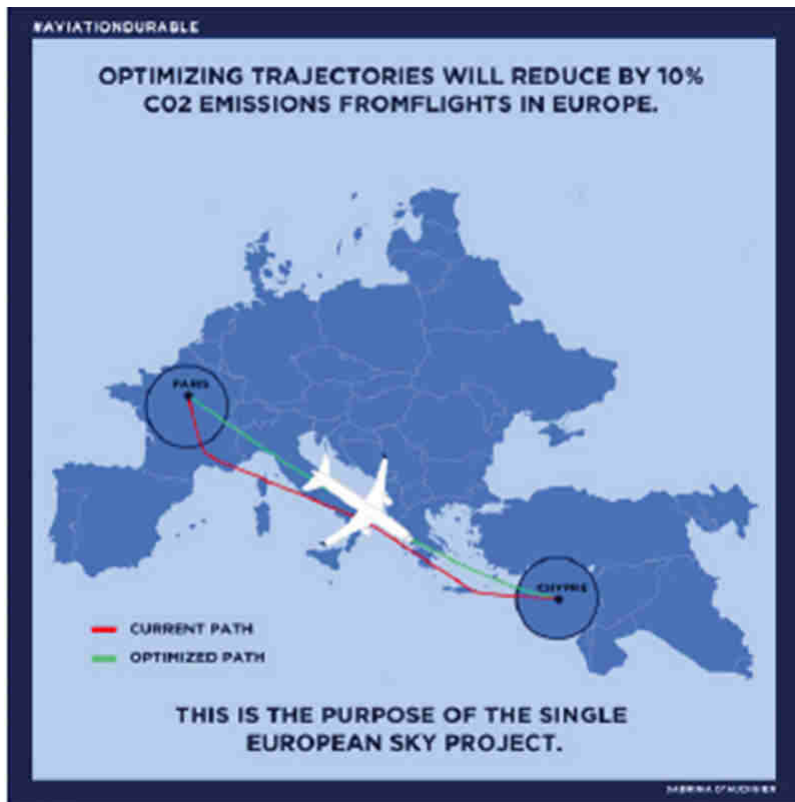 #AVIATIONDURABLE
OPTIMIZING TRAJECTORIES WILL REDUCE BY 10%
CO2 EMISSIONS FROMFLIGHTS IN EUROPE.
PARIS
CHYPRE
CURRENT PATH
OPTIMIZED PATH
THIS IS THE PURPOSE OF THE SINGLE
EUROPEAN SKY PROJECT.
SABRINA